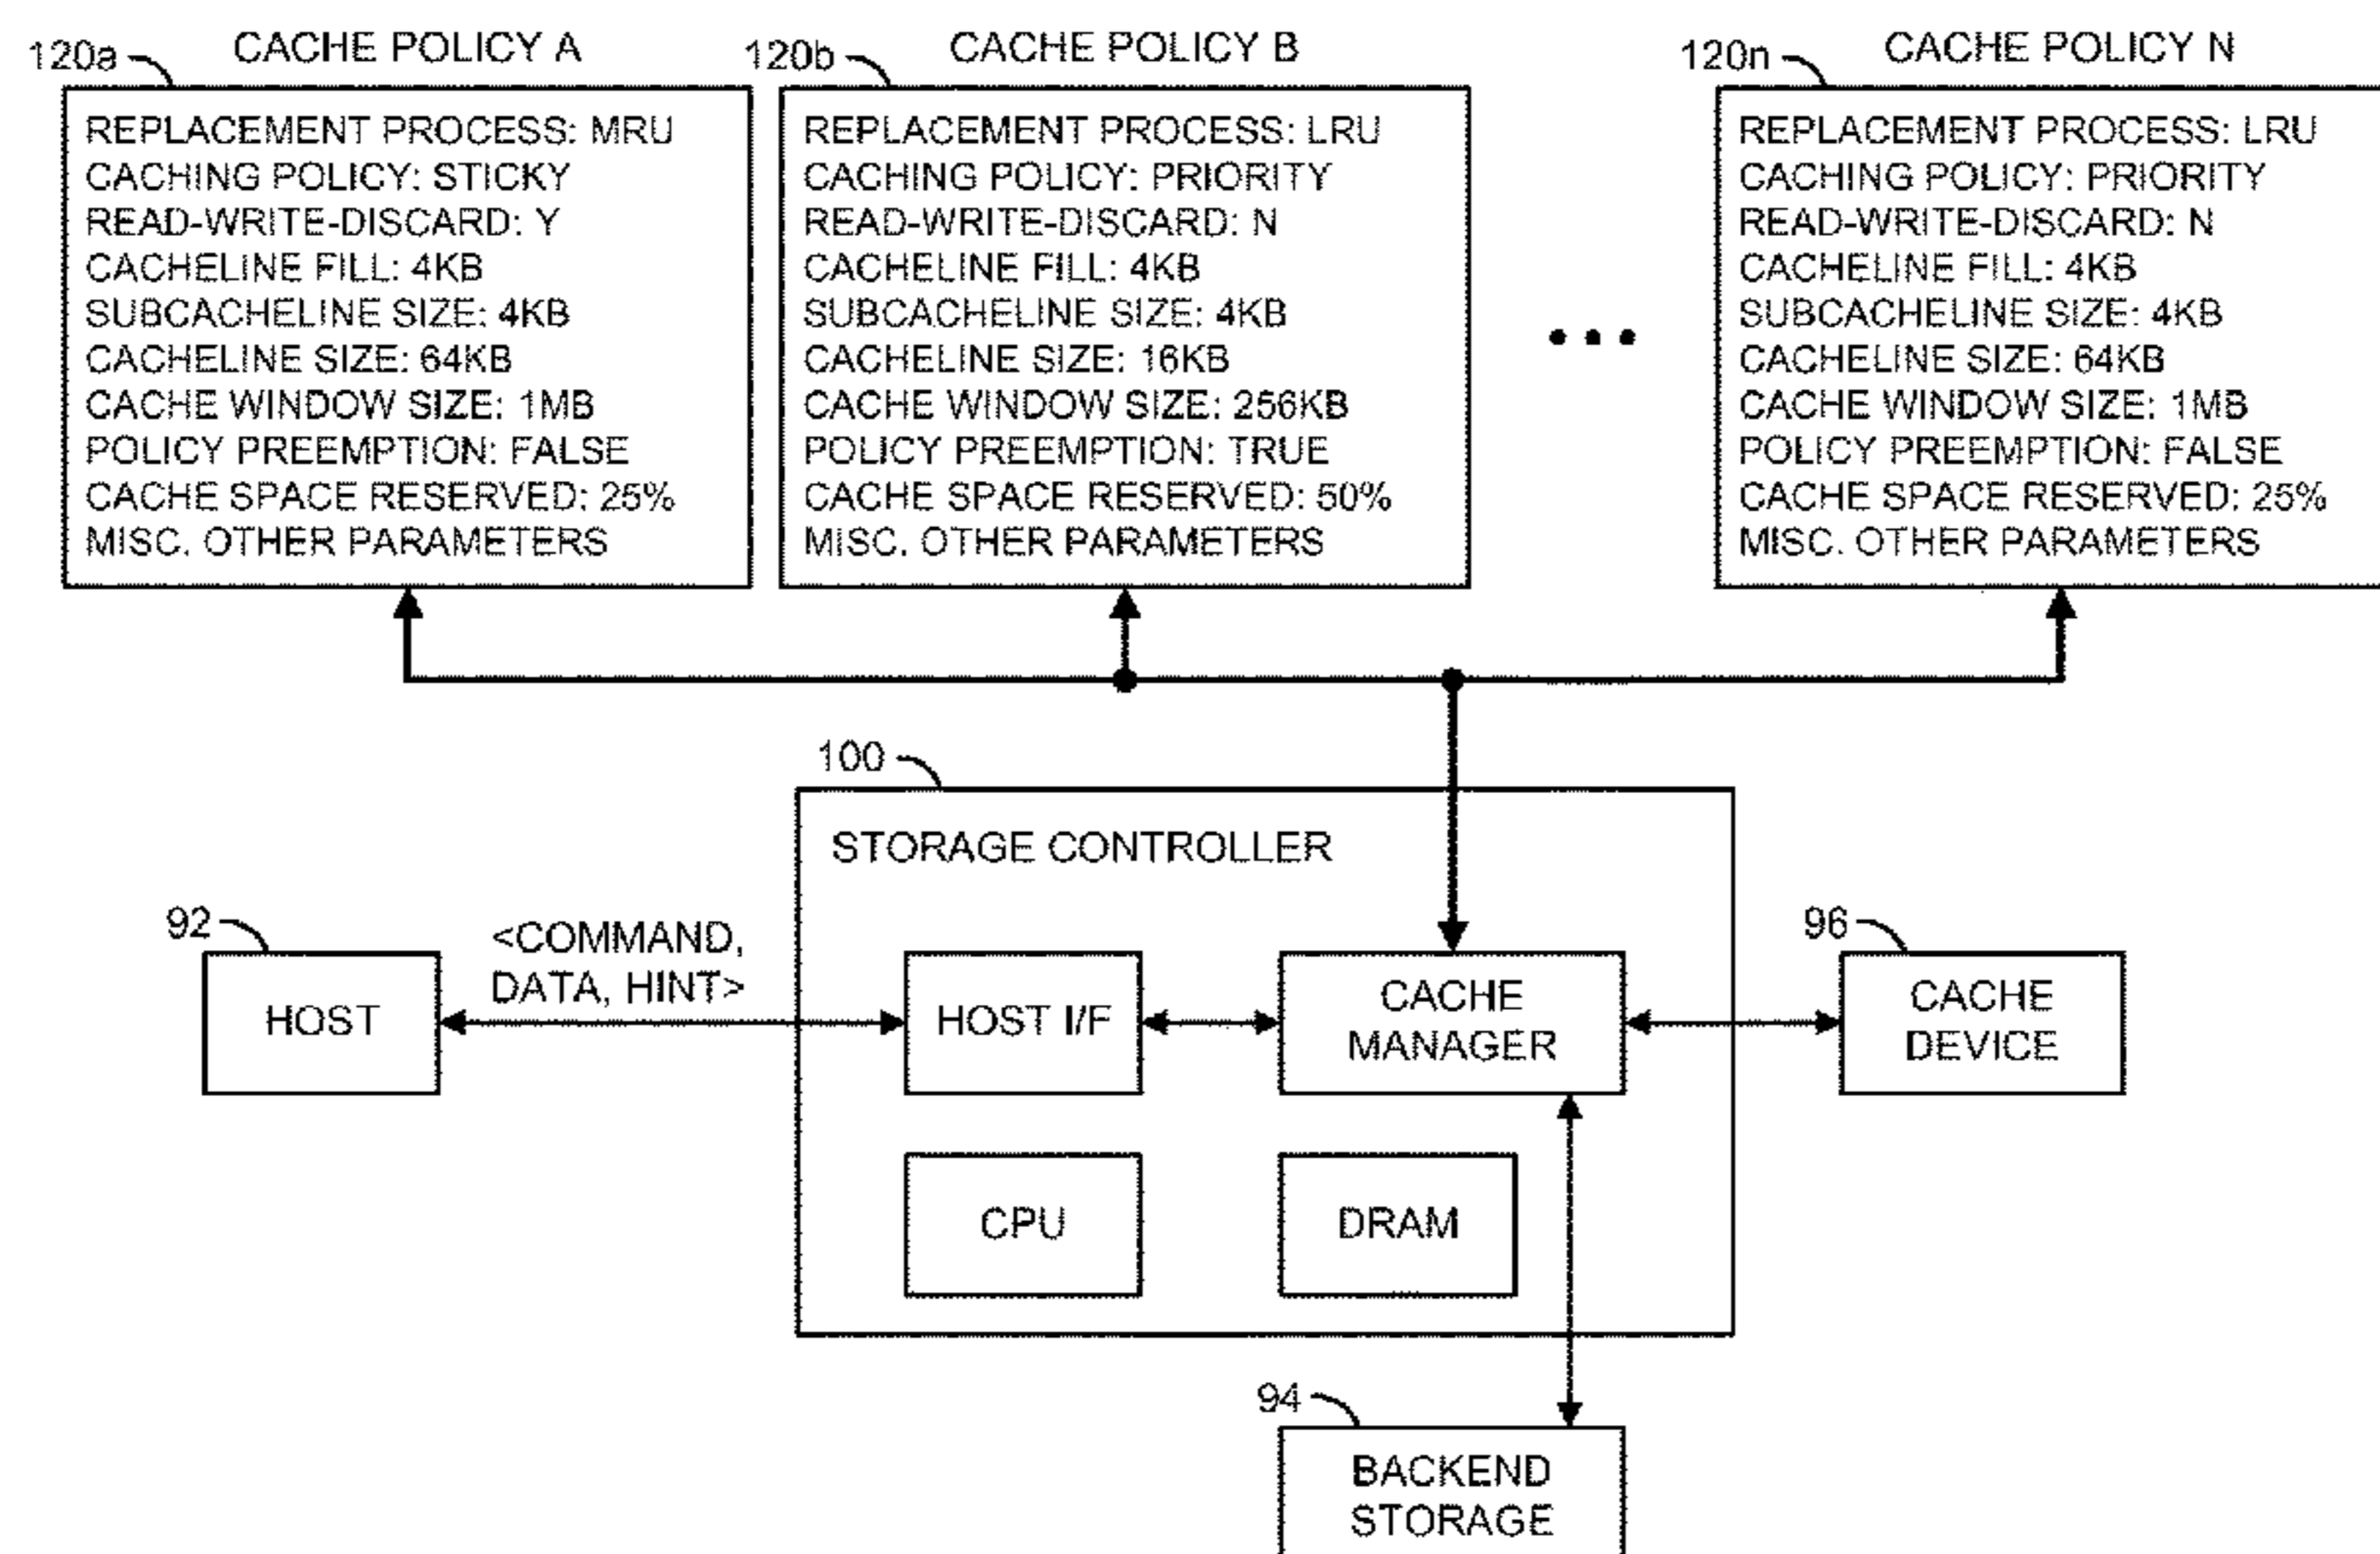 120a
CACHE POLICY A
REPLACEMENT PROCESS: MRU
CACHING POLICY: STICKY
READ-WRITE-DISCARD: Y
CACHELINE FILL: 4KB
SUBCACHELINE SIZE: 4KB
CACHELINE SIZE: 64KB
CACHE WINDOW SIZE: 1MB
POLICY PREEMPTION: FALSE
CACHE SPACE RESERVED: 25%
MISC. OTHER PARAMETERS
120b
CACHE POLICY B
REPLACEMENT PROCESS: LRU
CACHING POLICY: PRIORITY
READ-WRITE-DISCARD: N
CACHELINE FILL: 4KB
SUBCACHELINE SIZE: 4KB
CACHELINE SIZE: 16KB
CACHE WINDOW SIZE: 256KB
POLICY PREEMPTION: TRUE
CACHE SPACE RESERVED: 50%
MISC. OTHER PARAMETERS
• • •
120n
CACHE POLICY N
REPLACEMENT PROCESS: LRU
CACHING POLICY: PRIORITY
READ-WRITE-DISCARD: N
CACHELINE FILL: 4KB
SUBCACHELINE SIZE: 4KB
CACHELINE SIZE: 64KB
CACHE WINDOW SIZE: 1MB
POLICY PREEMPTION: FALSE
CACHE SPACE RESERVED: 25%
MISC. OTHER PARAMETERS
100
STORAGE CONTROLLER
92
HOST
<COMMAND,
DATA, HINT>
HOST I/F
CACHE
MANAGER
96
CACHE
DEVICE
CPU
DRAM
94
BACKEND
STORAGE